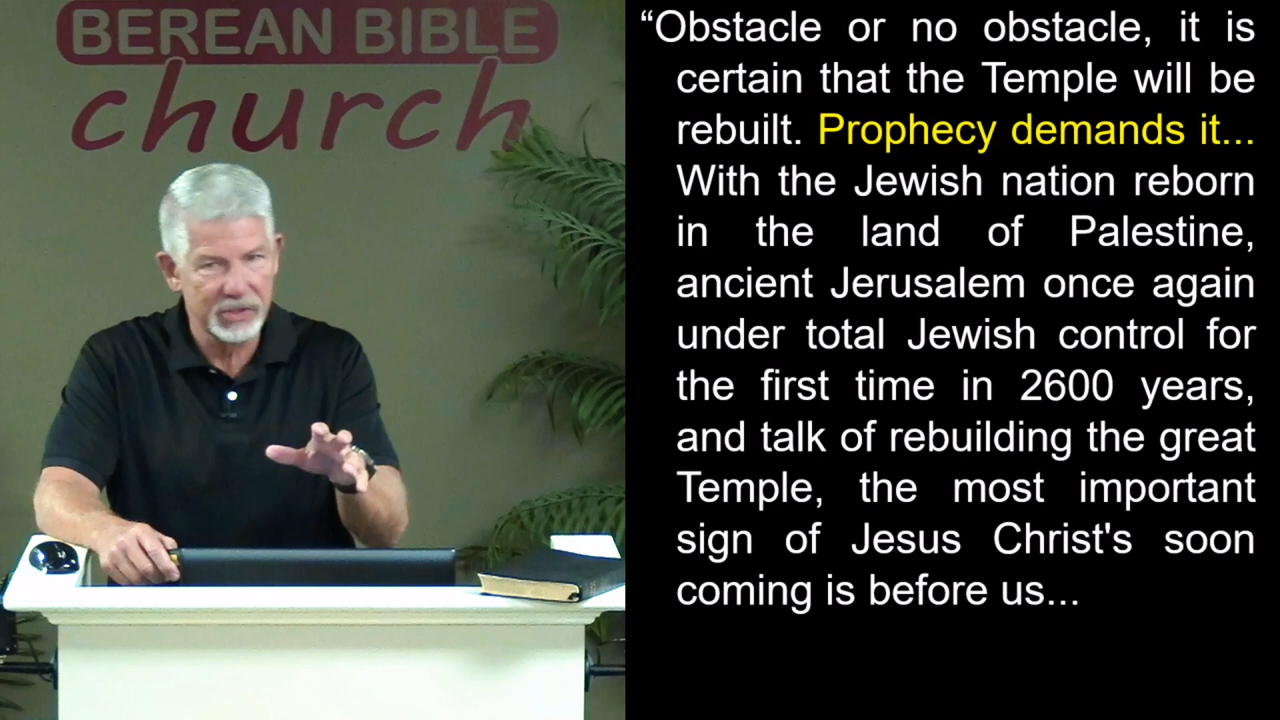 BEREAN BIBLE
church
“Obstacle or no obstacle, it is
certain that the Temple will be
rebuilt. Prophecy demands it...
With the Jewish nation reborn
in the land of Palestine,
ancient Jerusalem once again
under total Jewish control for
the first time in 2600 years,
and talk of rebuilding the great
Temple, the most important
sign of Jesus Christ's soon
coming is before us...